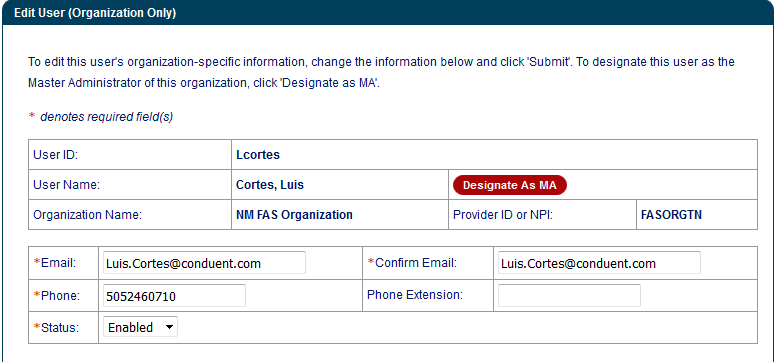 Edit User (Organization Only)
To edit this user's organization-specific information, change the information below and click 'Submit'. To designate this user as the
Master Administrator of this organization, click 'Designate as MA'.
* denotes required field(s)
User ID: Lcortes
User Name: Cortes, Luis Designate As MA
Organization Name: NM FAS Organization Provider ID or NPI: FASORGTN
*Email: Luis.Cortes@conduent.com *Confirm Email: Luis.Cortes@conduent.com
*Phone: 5052460710 Phone Extension:
*Status: Enabled